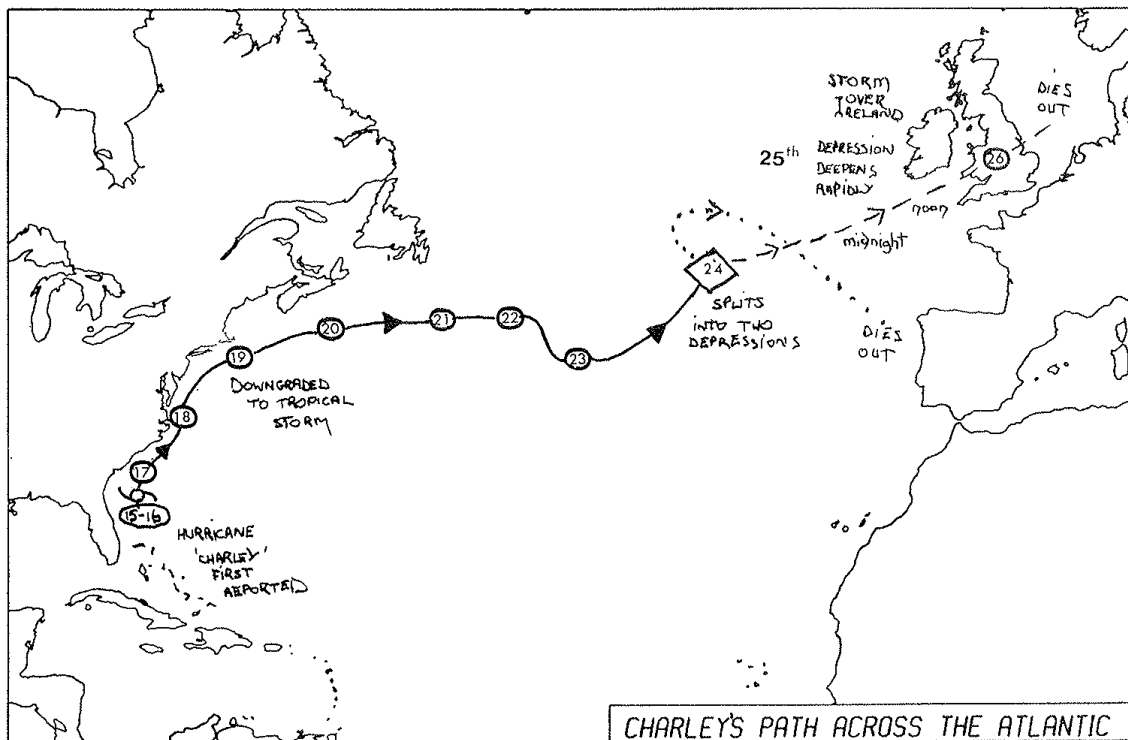 STORM
OVER
IRELAND
DIES
OUT
25th
DEPRESSION
DEEPENS
RAPIDLY
26
noon
midnight
24
SPLITS
INTO TWO
DEPRESSIONS
DIES
OUT
23
22
21
20
19
DOWNGRADED
TO TROPICAL
STORM
18
17
15-16
HURRICANE
'CHARLEY'
FIRST
REPORTED
CHARLEY'S PATH ACROSS THE ATLANTIC